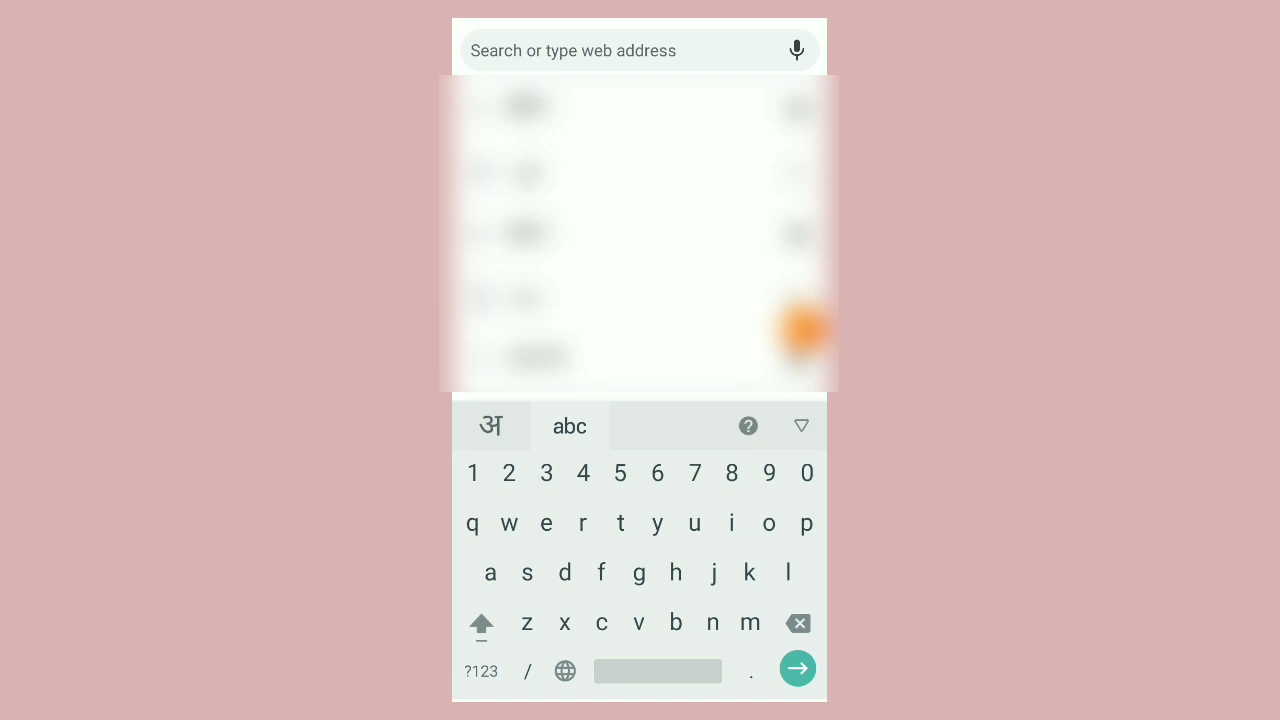 Search or type web address
अ abc
1 2 3 4 5 6 7 8 9 0
q w e r t y u i o p
a s d f g h j k l
z x c v b n m
?123 / .